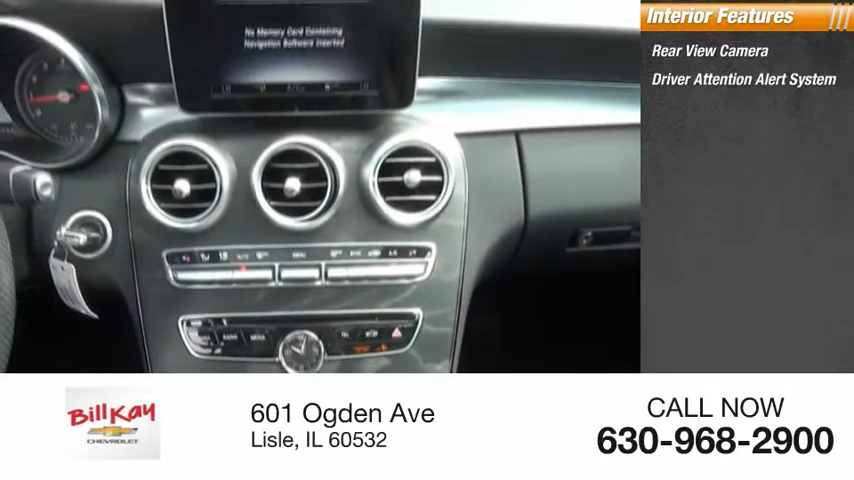 No Memory Card Containing
Navigation Software Inserted
Interior Features
Rear View Camera
Driver Attention Alert System
Bill Kay
CHEVROLET
601 Ogden Ave
Lisle, IL 60532
CALL NOW
630-968-2900